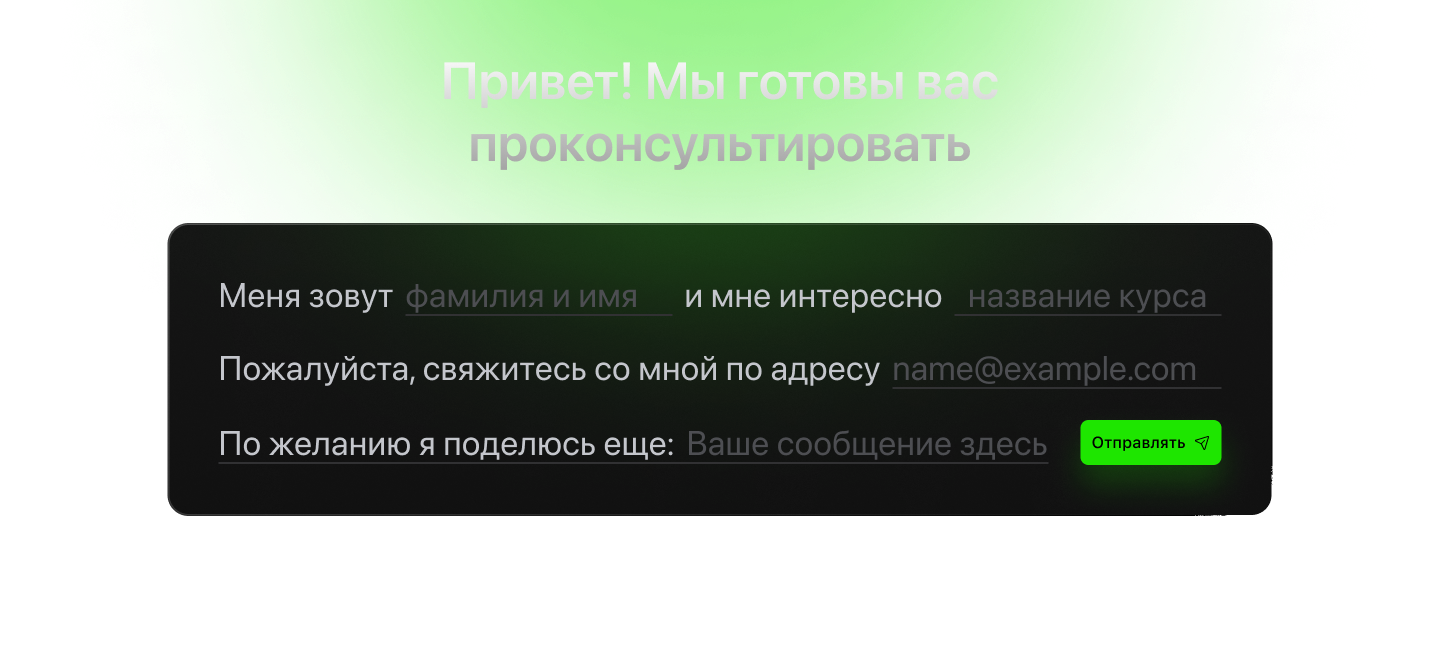 Привет! Мы готовы вас
проконсультировать
Меня зовут фамилия и имя и мне интересно название курса
Пожалуйста, свяжитесь со мной по адресу name@example.com
По желанию я поделюсь еще: Ваше сообщение здесь Отправлять